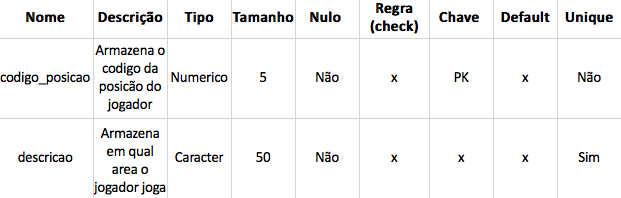 Nome Descrição Tipo Tamanho Nulo Regra (check) Chave Default Unique
codigo_posicao Armazena o codigo da posicão do jogador Numerico 5 Não x PK x Não
descricao Armazena em qual area o jogador joga Caracter 50 Não x x x Sim